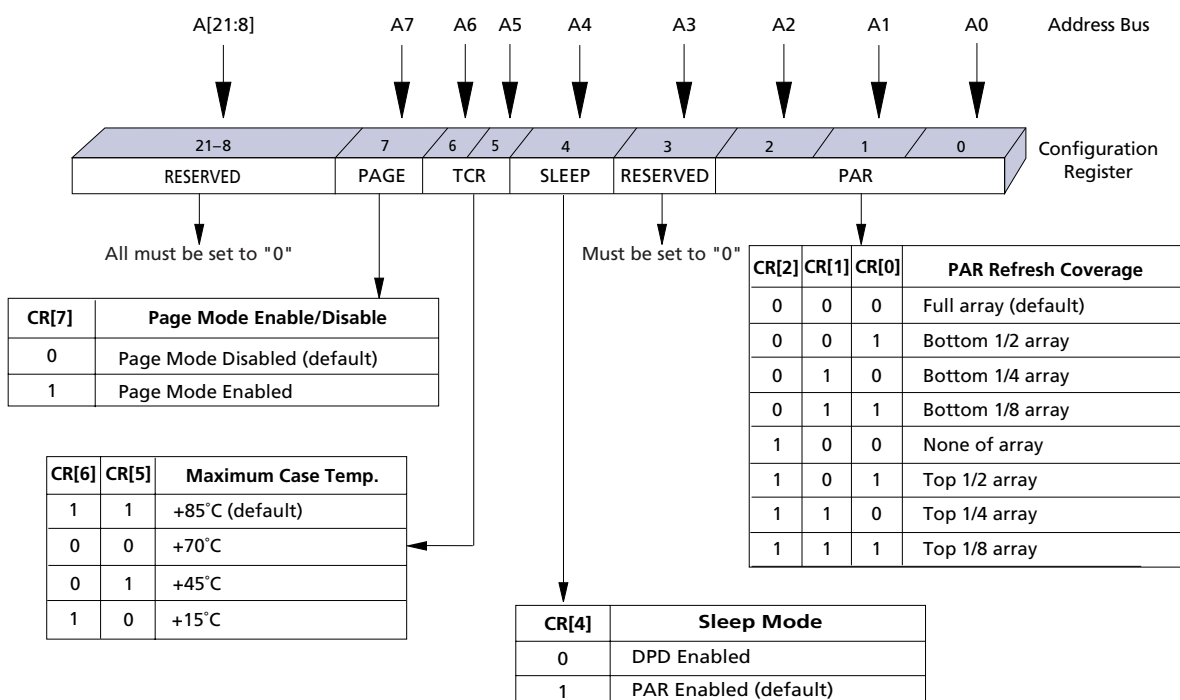 A[21:8] A7 A6 A5 A4 A3 A2 A1 A0 Address Bus
21–8 7 6 5 4 3 2 1 0
Configuration Register
RESERVED PAGE TCR SLEEP RESERVED PAR
All must be set to "0"
Must be set to "0"
CR[7] Page Mode Enable/Disable
0 Page Mode Disabled (default)
1 Page Mode Enabled
CR[2] CR[1] CR[0] PAR Refresh Coverage
0 0 0 Full array (default)
0 0 1 Bottom 1/2 array
0 1 0 Bottom 1/4 array
0 1 1 Bottom 1/8 array
1 0 0 None of array
1 0 1 Top 1/2 array
1 1 0 Top 1/4 array
1 1 1 Top 1/8 array
CR[6] CR[5] Maximum Case Temp.
1 1 +85˚C (default)
0 0 +70˚C
0 1 +45˚C
1 0 +15˚C
CR[4] Sleep Mode
0 DPD Enabled
1 PAR Enabled (default)